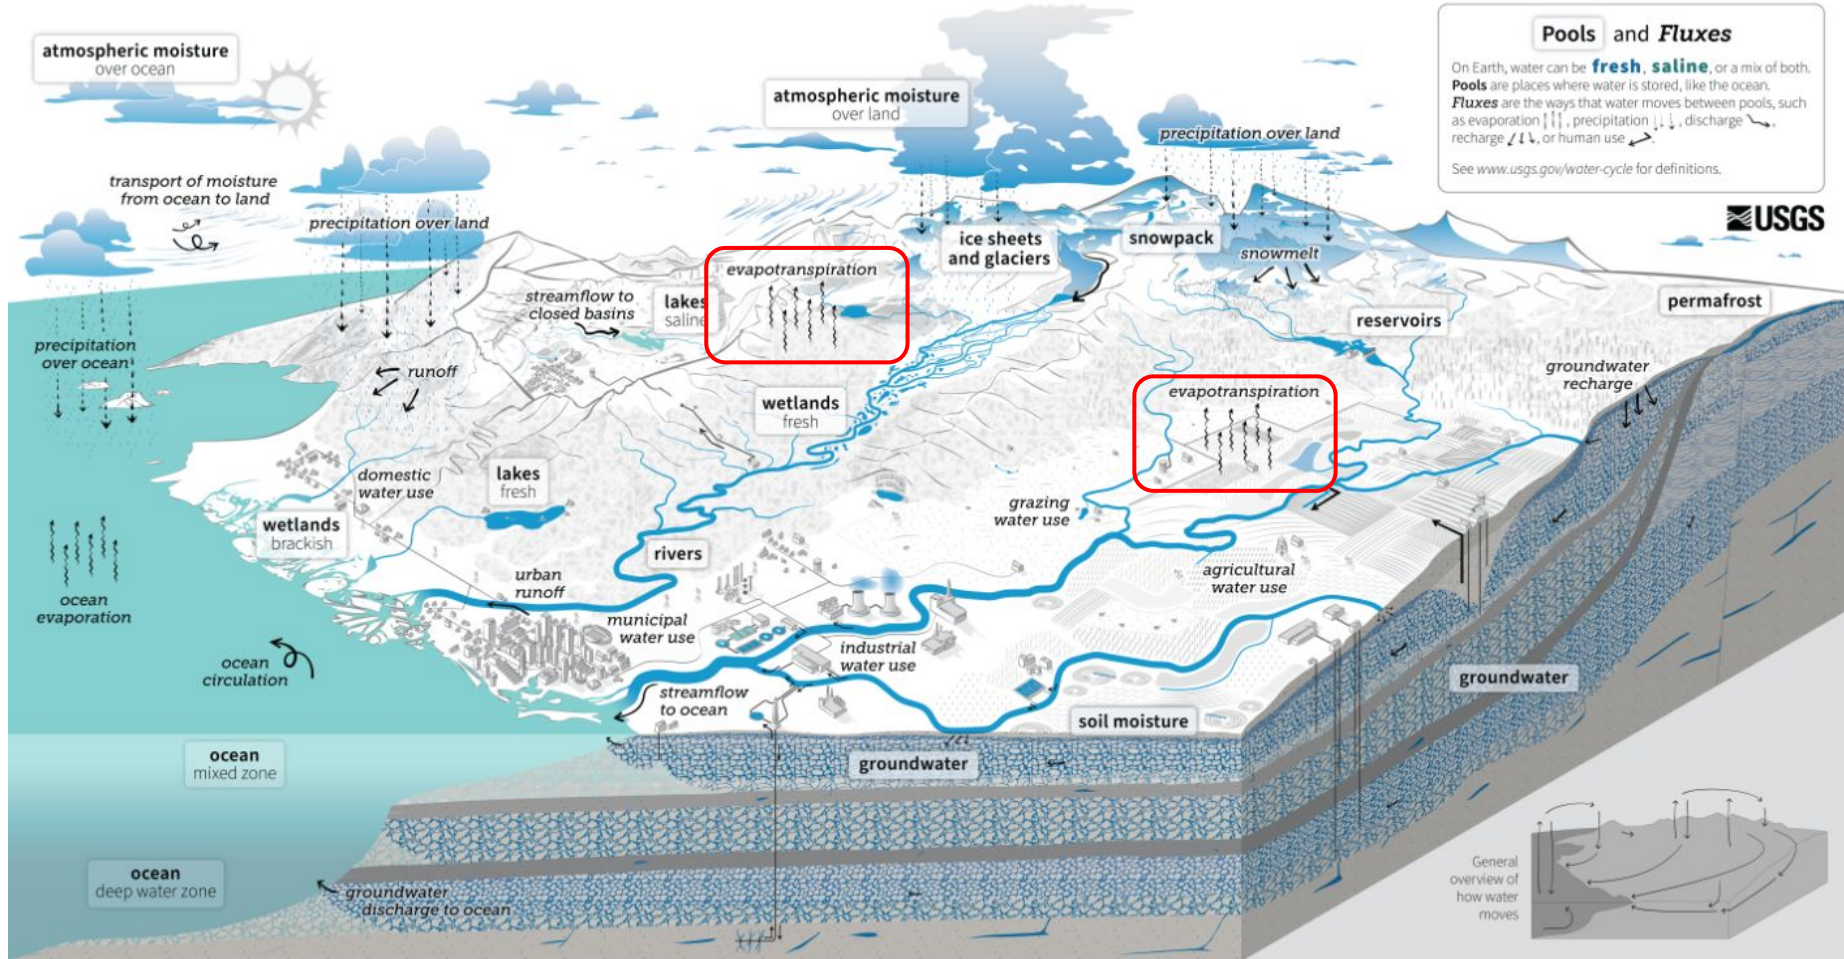 atmospheric moisture
over ocean
atmospheric moisture
over land
precipitation over land
Pools and Fluxes
On Earth, water can be fresh, saline, or a mix of both.
Pools are places where water is stored, like the ocean.
Fluxes are the ways that water moves between pools, such
as evaporation, precipitation, discharge,
recharge, or human use.
See www.usgs.gov/water-cycle for definitions.
USGS
transport of moisture
from ocean to land
precipitation over land
ice sheets
and glaciers
snowpack
snowmelt
evapotranspiration
streamflow to
closed basins
lakes
saline
permafrost
reservoirs
precipitation
over ocean
runoff
groundwater
recharge
evapotranspiration
wetlands
fresh
domestic
water use
lakes
fresh
grazing
water use
wetlands
brackish
rivers
urban
runoff
agricultural
water use
ocean
evaporation
municipal
water use
industrial
water use
ocean
circulation
streamflow
to ocean
groundwater
soil moisture
ocean
mixed zone
groundwater
ocean
deep water zone
groundwater
discharge to ocean
General
overview of
how water
moves